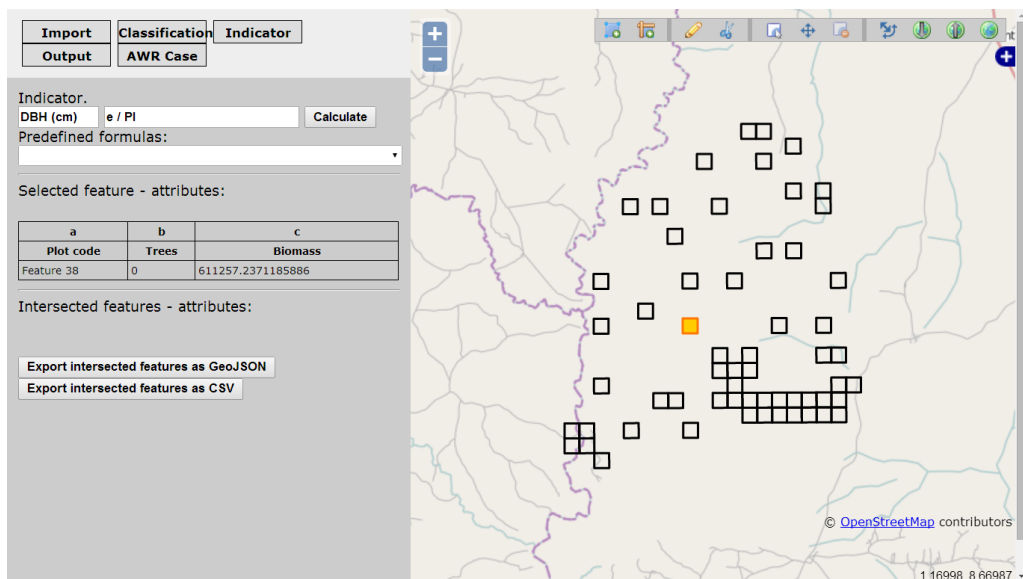 Import Classification Indicator
Output AWR Case
Indicator.
DBH (cm) e / PI Calculate
Predefined formulas:
Selected feature - attributes:
a b c
Plot code Trees Biomass
Feature 38 0 611257.2371185886
Intersected features - attributes:
Export intersected features as GeoJSON
Export intersected features as CSV
+
−
+
© OpenStreetMap contributors
1.16998, 8.66987